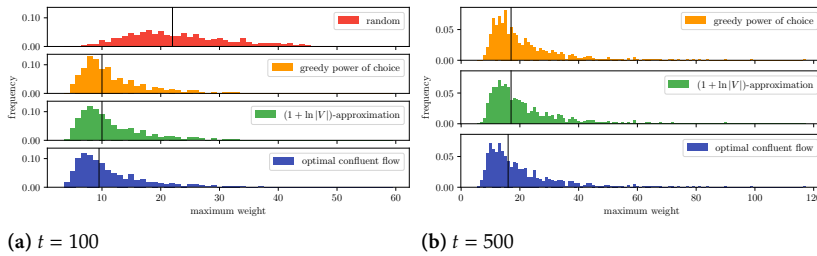 0.10
0.00
random
0.10
0.00
greedy power of choice
0.10
0.00
(1 + ln |V|)-approximation
0.10
0.00
optimal confluent flow
frequency
10 20 30 40 50 60
maximum weight
(a) t = 100
0.05
0.00
greedy power of choice
0.05
0.00
(1 + ln |V|)-approximation
0.05
0.00
optimal confluent flow
frequency
0 20 40 60 80 100 120
maximum weight
(b) t = 500